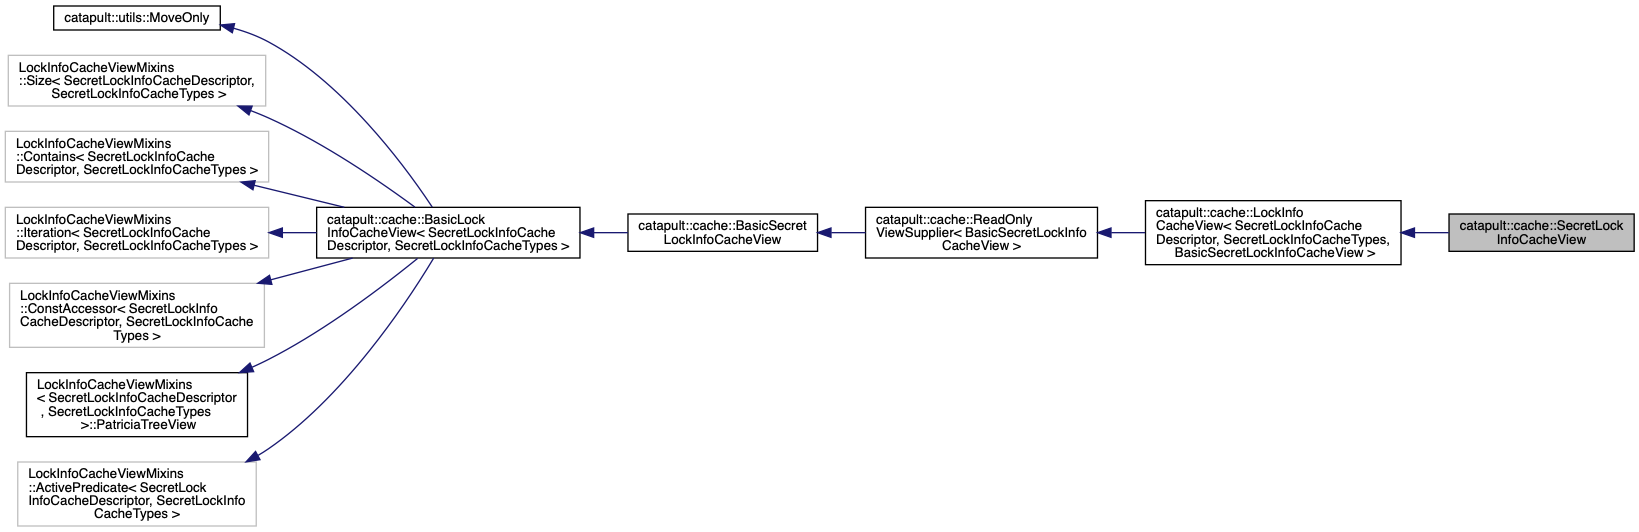 catapult::utils::MoveOnly
LockInfoCacheViewMixins
::Size< SecretLockInfoCacheDescriptor,
SecretLockInfoCacheTypes >
LockInfoCacheViewMixins
::Contains< SecretLockInfoCache
Descriptor, SecretLockInfoCacheTypes >
LockInfoCacheViewMixins
::Iteration< SecretLockInfoCache
Descriptor, SecretLockInfoCacheTypes >
LockInfoCacheViewMixins
::ConstAccessor< SecretLockInfo
CacheDescriptor, SecretLockInfoCache
Types >
LockInfoCacheViewMixins
< SecretLockInfoCacheDescriptor
, SecretLockInfoCacheTypes
>::PatriciaTreeView
LockInfoCacheViewMixins
::ActivePredicate< SecretLock
InfoCacheDescriptor, SecretLockInfo
CacheTypes >
catapult::cache::BasicLock
InfoCacheView< SecretLockInfoCache
Descriptor, SecretLockInfoCacheTypes >
catapult::cache::BasicSecret
LockInfoCacheView
catapult::cache::ReadOnly
ViewSupplier< BasicSecretLockInfo
CacheView >
catapult::cache::LockInfo
CacheView< SecretLockInfoCache
Descriptor, SecretLockInfoCacheTypes,
BasicSecretLockInfoCacheView >
catapult::cache::SecretLock
InfoCacheView